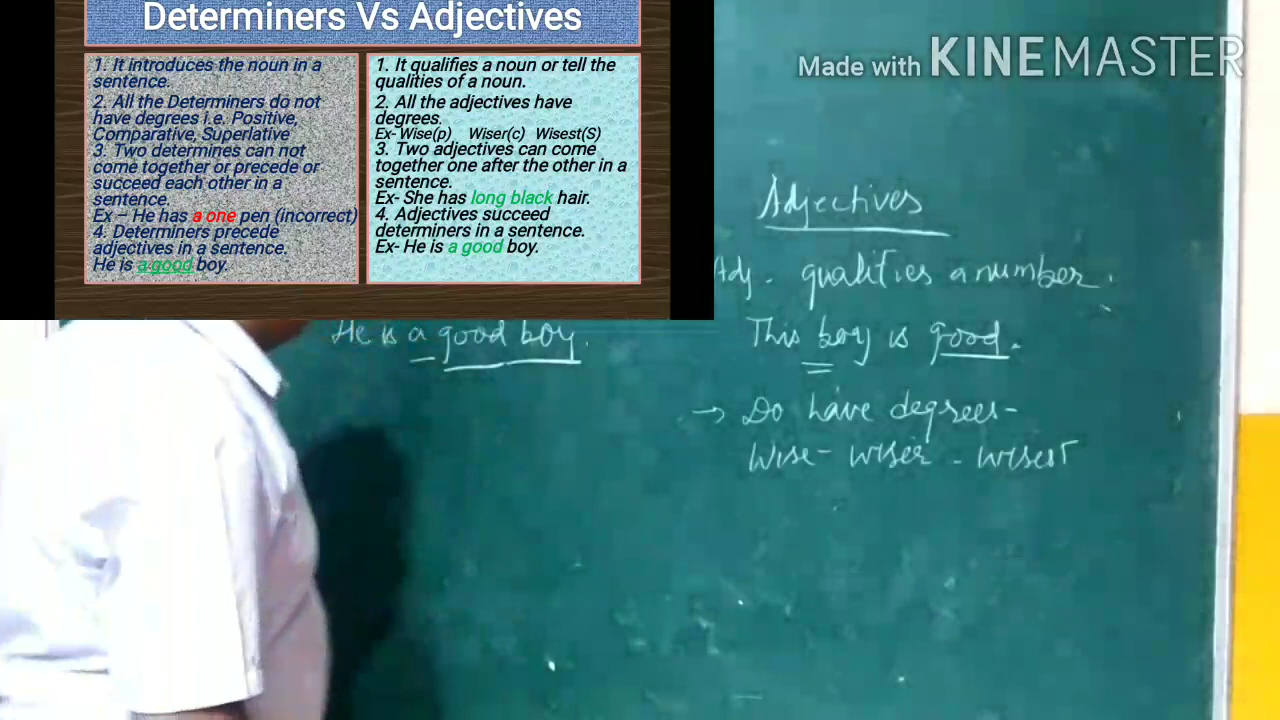 Determiners Vs Adjectives
1. It introduces the noun in a
sentence.
2. All the Determiners do not
have degrees i.e. Positive,
Comparative, Superlative
3. Two determines can not
come together or precede or
succeed each other in a
sentence.
Ex – He has a one pen (incorrect)
4. Determiners precede
adjectives in a sentence.
He is a good boy.
1. It qualifies a noun or tell the
qualities of a noun.
2. All the adjectives have
degrees.
Ex- Wise(p) Wiser(c) Wisest(S)
3. Two adjectives can come
together one after the other in a
sentence.
Ex- She has long black hair.
4. Adjectives succeed
determiners in a sentence.
Ex- He is a good boy.
Made with KINEMASTER
He is a good boy.
Adjectives
Adj. qualities a number.
This boy is good.
→ Do have degrees-
Wise - wiser - wisest